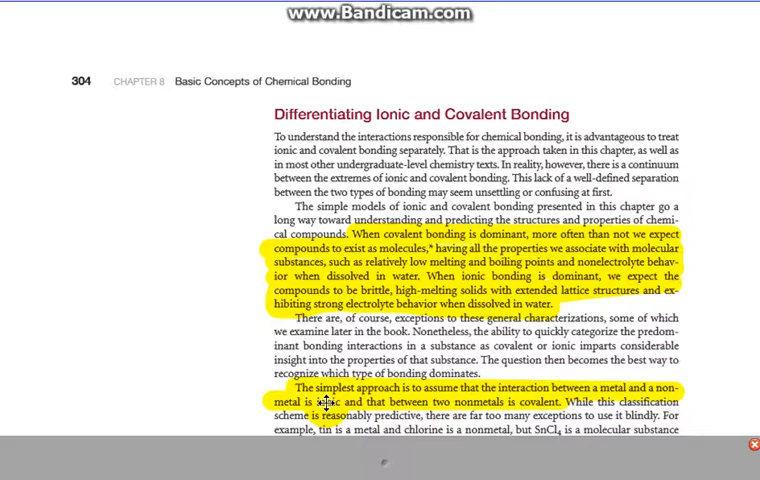 www.Bandicam.com
304 CHAPTER 8 Basic Concepts of Chemical Bonding
Differentiating Ionic and Covalent Bonding
To understand the interactions responsible for chemical bonding, it is advantageous to treat
ionic and covalent bonding separately. That is the approach taken in this chapter, as well as
in most other undergraduate-level chemistry texts. In reality, however, there is a continuum
between the extremes of ionic and covalent bonding. This lack of a well-defined separation
between the two types of bonding may seem unsettling or confusing at first.
The simple models of ionic and covalent bonding presented in this chapter go a
long way toward understanding and predicting the structures and properties of chemi-
cal compounds. When covalent bonding is dominant, more often than not we expect
compounds to exist as molecules,* having all the properties we associate with molecular
substances, such as relatively low melting and boiling points and nonelectrolyte behav-
ior when dissolved in water. When ionic bonding is dominant, we expect the
compounds to be brittle, high-melting solids with extended lattice structures and ex-
hibiting strong electrolyte behavior when dissolved in water.
There are, of course, exceptions to these general characterizations, some of which
we examine later in the book. Nonetheless, the ability to quickly categorize the predom-
inant bonding interactions in a substance as covalent or ionic imparts considerable
insight into the properties of that substance. The question then becomes the best way to
recognize which type of bonding dominates.
The simplest approach is to assume that the interaction between a metal and a non-
metal is ionic and that between two nonmetals is covalent. While this classification
scheme is reasonably predictive, there are far too many exceptions to use it blindly. For
example, tin is a metal and chlorine is a nonmetal, but SnCl₄ is a molecular substance